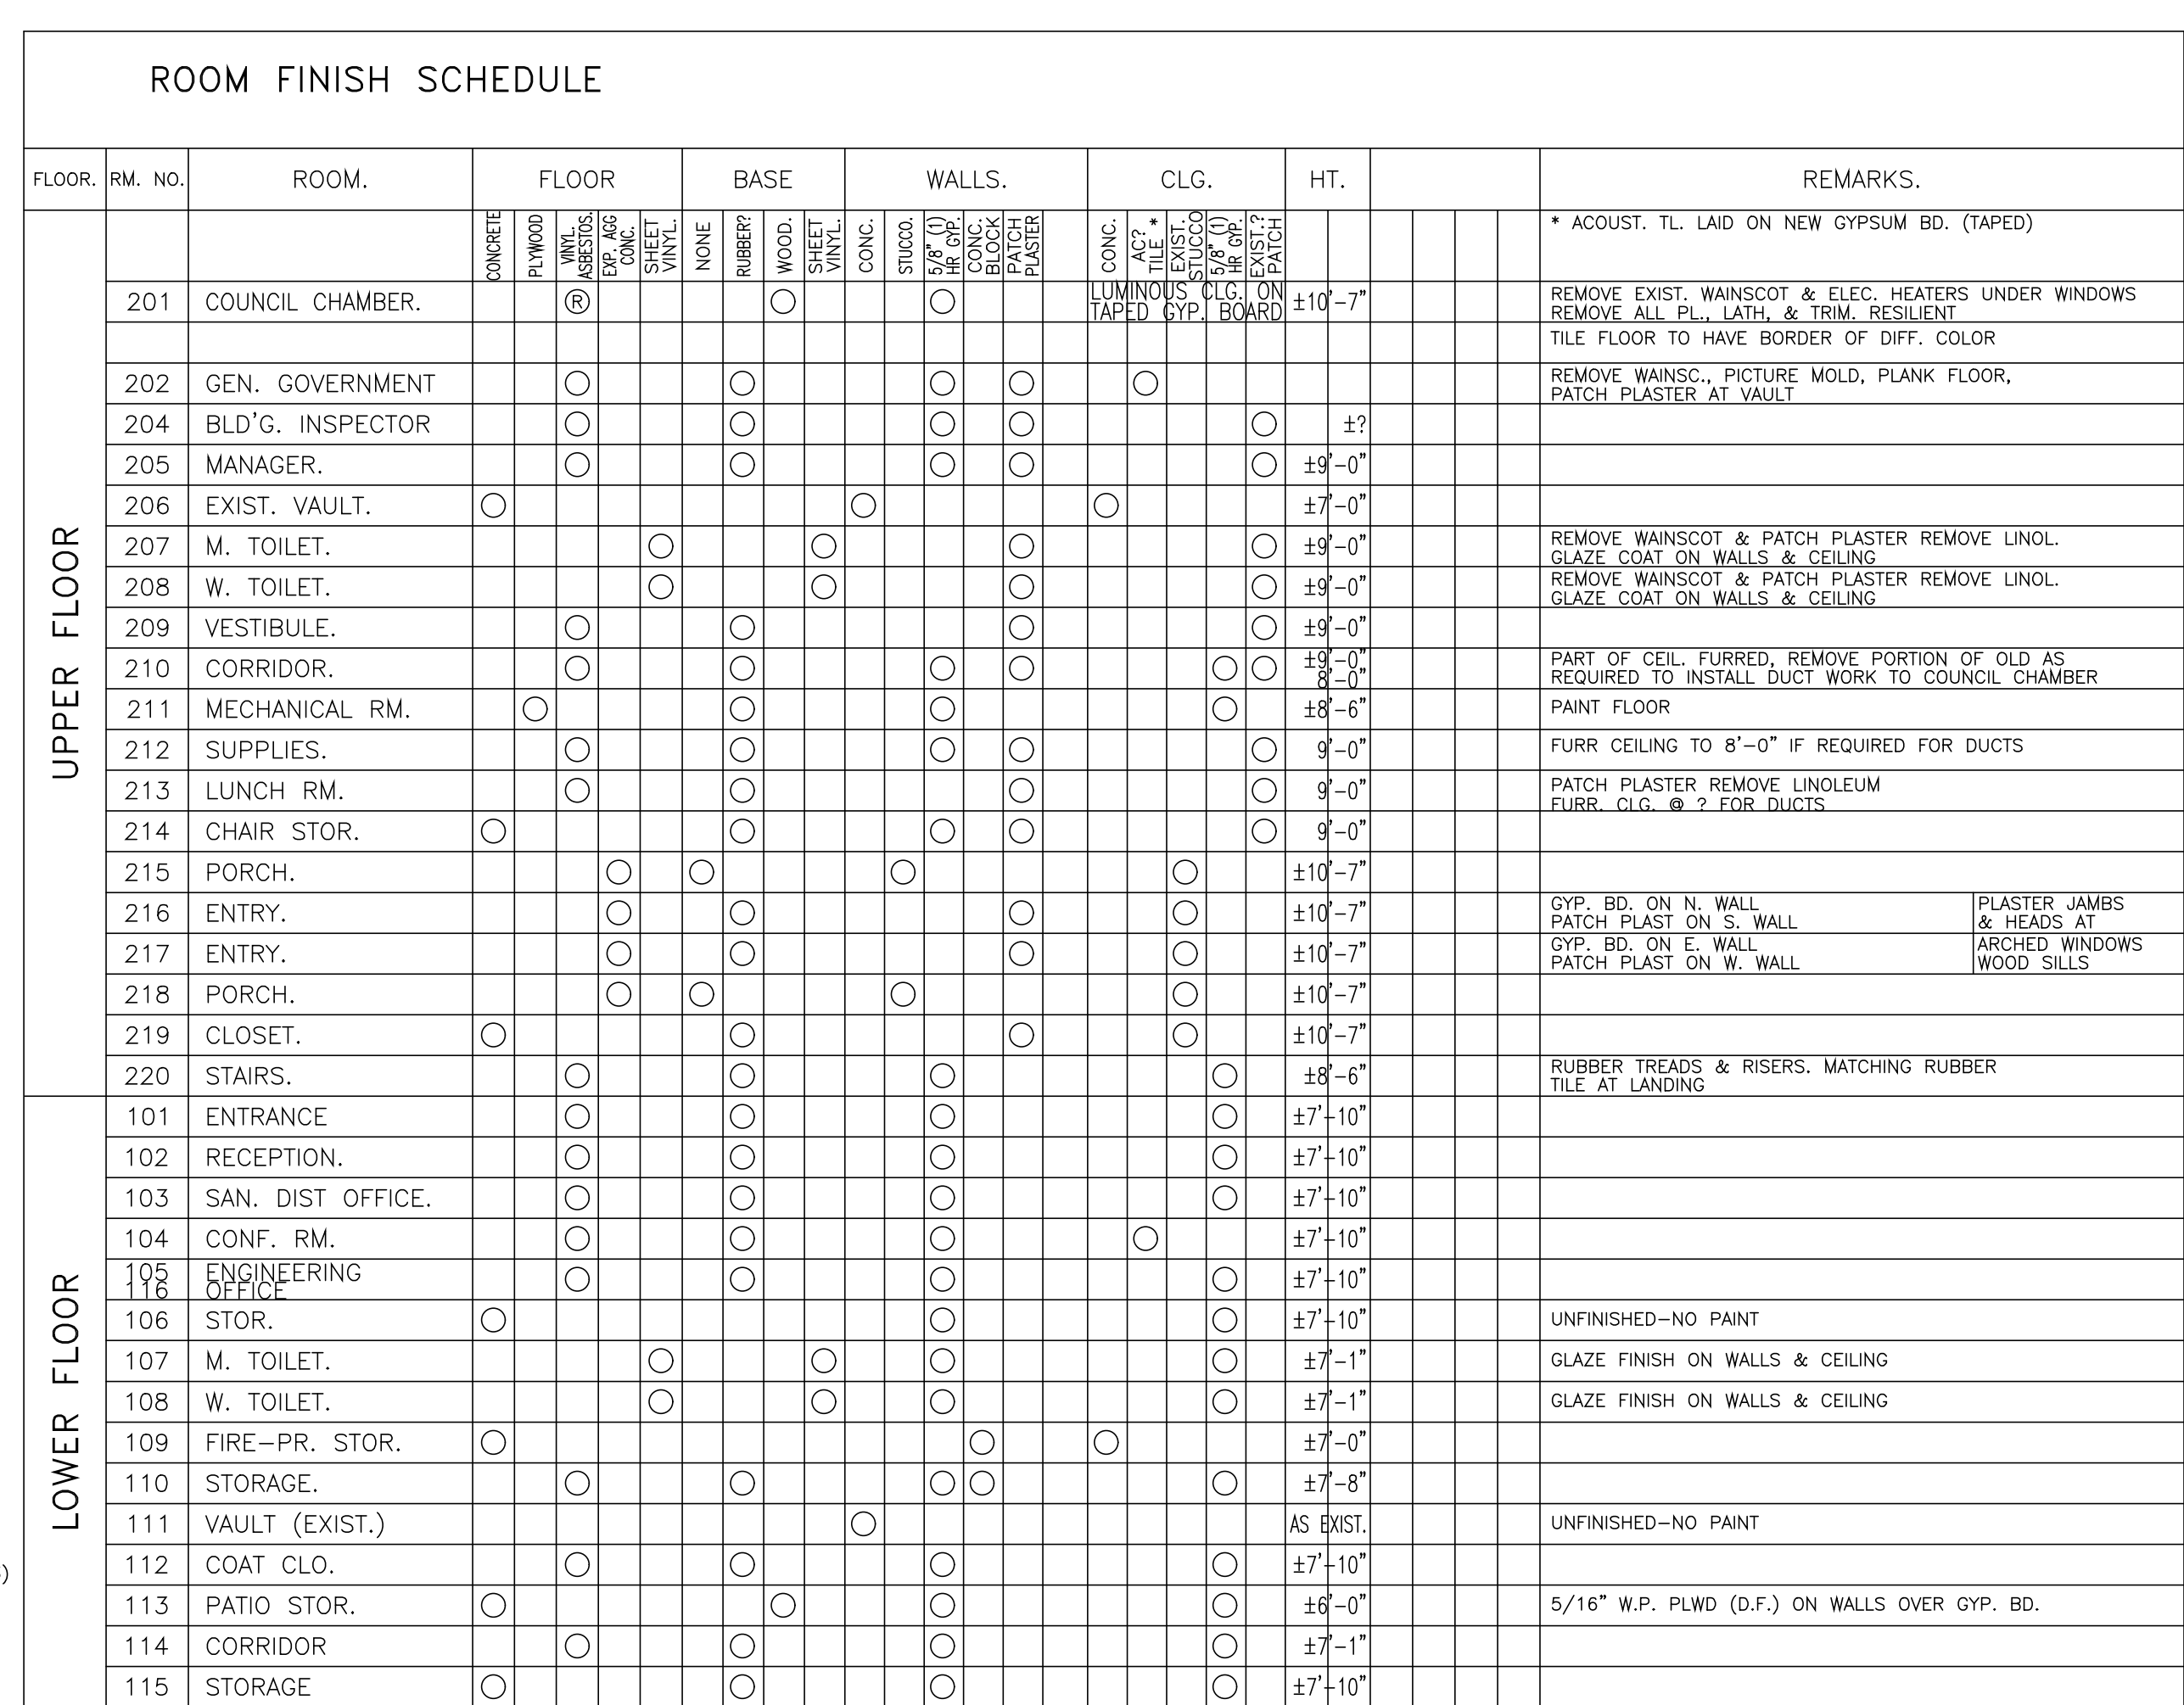 ROOM FINISH SCHEDULE
FLOOR. RM. NO. ROOM. FLOOR BASE WALLS. CLG. HT. REMARKS.
CONCRETE PLYWOOD VINYL. ASBESTOS. EXP. AGG CONC. SHEET VINYL. NONE RUBBER? WOOD. SHEET VINYL. CONC. STUCCO. 5/8" (1) HR GYP. CONC. BLOCK PATCH PLASTER CONC. AC? TILE * EXIST. STUCCO 5/8" (1) HR GYP. EXIST.? PATCH * ACOUST. TL. LAID ON NEW GYPSUM BD. (TAPED)
UPPER FLOOR
201 COUNCIL CHAMBER. R LUMINOUS CLG. ON TAPED GYP. BOARD ±10'-7" REMOVE EXIST. WAINSCOT & ELEC. HEATERS UNDER WINDOWS
REMOVE ALL PL., LATH, & TRIM. RESILIENT
TILE FLOOR TO HAVE BORDER OF DIFF. COLOR
202 GEN. GOVERNMENT REMOVE WAINSC., PICTURE MOLD, PLANK FLOOR,
PATCH PLASTER AT VAULT
204 BLD'G. INSPECTOR ±?
205 MANAGER. ±9'-0"
206 EXIST. VAULT. ±7'-0"
207 M. TOILET. ±9'-0" REMOVE WAINSCOT & PATCH PLASTER REMOVE LINOL.
GLAZE COAT ON WALLS & CEILING
208 W. TOILET. ±9'-0" REMOVE WAINSCOT & PATCH PLASTER REMOVE LINOL.
GLAZE COAT ON WALLS & CEILING
209 VESTIBULE. ±9'-0"
210 CORRIDOR. ±9'-0" 8'-0" PART OF CEIL. FURRED, REMOVE PORTION OF OLD AS
REQUIRED TO INSTALL DUCT WORK TO COUNCIL CHAMBER
211 MECHANICAL RM. ±8'-6" PAINT FLOOR
212 SUPPLIES. 9'-0" FURR CEILING TO 8'-0" IF REQUIRED FOR DUCTS
213 LUNCH RM. 9'-0" PATCH PLASTER REMOVE LINOLEUM
FURR. CLG. @ ? FOR DUCTS
214 CHAIR STOR. 9'-0"
215 PORCH. ±10'-7"
216 ENTRY. ±10'-7" GYP. BD. ON N. WALL PLASTER JAMBS
PATCH PLAST ON S. WALL & HEADS AT
217 ENTRY. ±10'-7" GYP. BD. ON E. WALL ARCHED WINDOWS
PATCH PLAST ON W. WALL WOOD SILLS
218 PORCH. ±10'-7"
219 CLOSET. ±10'-7"
220 STAIRS. ±8'-6" RUBBER TREADS & RISERS. MATCHING RUBBER
TILE AT LANDING
LOWER FLOOR
101 ENTRANCE ±7'-10"
102 RECEPTION. ±7'-10"
103 SAN. DIST OFFICE. ±7'-10"
104 CONF. RM. ±7'-10"
105 ENGINEERING ±7'-10"
116 OFFICE
106 STOR. ±7'-10" UNFINISHED-NO PAINT
107 M. TOILET. ±7'-1" GLAZE FINISH ON WALLS & CEILING
108 W. TOILET. ±7'-1" GLAZE FINISH ON WALLS & CEILING
109 FIRE-PR. STOR. ±7'-0"
110 STORAGE. ±7'-8"
111 VAULT (EXIST.) AS EXIST. UNFINISHED-NO PAINT
112 COAT CLO. ±7'-10"
113 PATIO STOR. ±6'-0" 5/16" W.P. PLWD (D.F.) ON WALLS OVER GYP. BD.
114 CORRIDOR ±7'-1"
115 STORAGE ±7'-10"